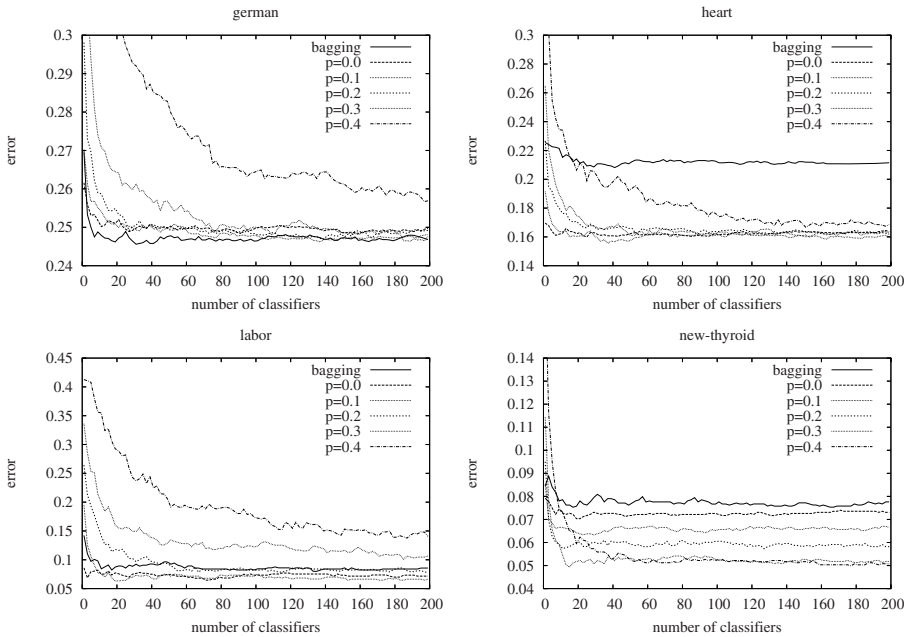 german
error
0.3
0.29
0.28
0.27
0.26
0.25
0.24
0 20 40 60 80 100 120 140 160 180 200
number of classifiers
bagging
p=0.0
p=0.1
p=0.2
p=0.3
p=0.4
heart
error
0.3
0.28
0.26
0.24
0.22
0.2
0.18
0.16
0.14
0 20 40 60 80 100 120 140 160 180 200
number of classifiers
bagging
p=0.0
p=0.1
p=0.2
p=0.3
p=0.4
labor
error
0.45
0.4
0.35
0.3
0.25
0.2
0.15
0.1
0.05
0 20 40 60 80 100 120 140 160 180 200
number of classifiers
bagging
p=0.0
p=0.1
p=0.2
p=0.3
p=0.4
new-thyroid
error
0.14
0.13
0.12
0.11
0.1
0.09
0.08
0.07
0.06
0.05
0.04
0 20 40 60 80 100 120 140 160 180 200
number of classifiers
bagging
p=0.0
p=0.1
p=0.2
p=0.3
p=0.4